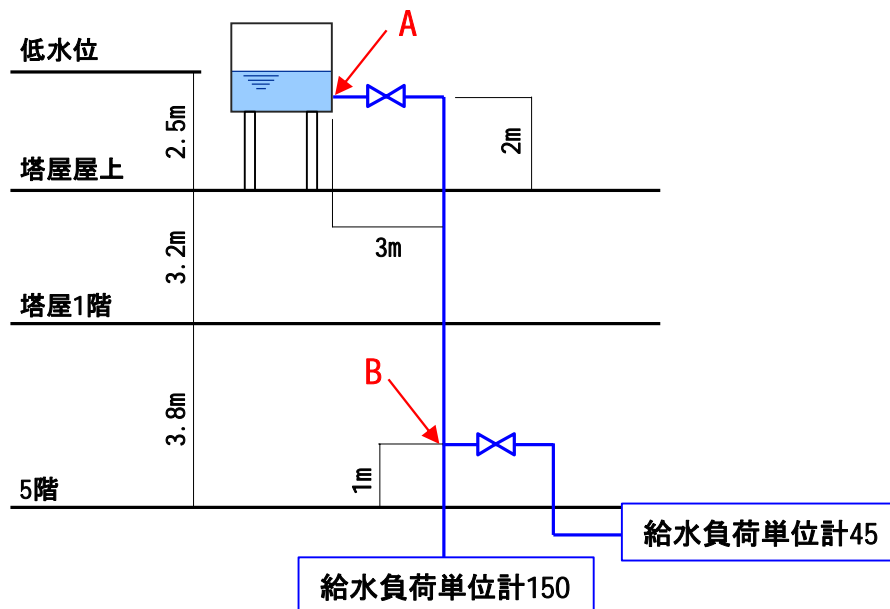 低水位
A
2.5m
2m
塔屋屋上
3.2m
3m
塔屋1階
B
3.8m
1m
5階
給水負荷単位計45
給水負荷単位計150